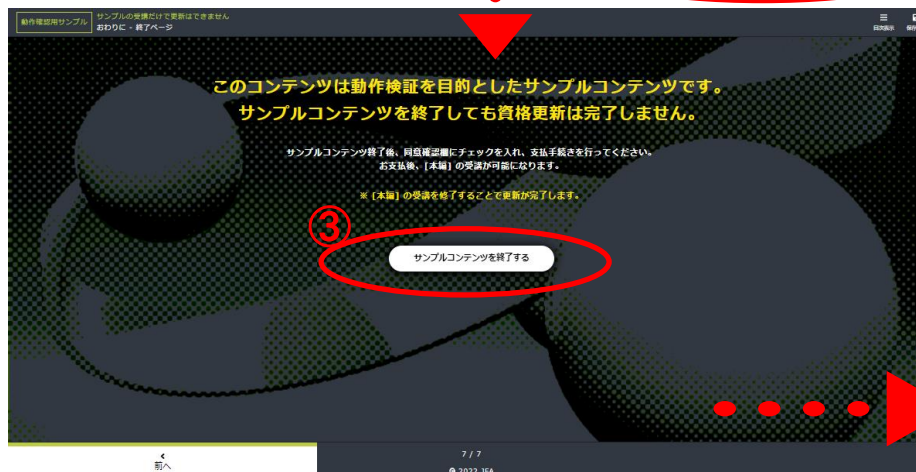 動作確認用サンプル
サンプルの受講だけで更新はできません
おわりに - 終了ページ
目次表示
このコンテンツは動作検証を目的としたサンプルコンテンツです。
サンプルコンテンツを終了しても資格更新は完了しません。
サンプルコンテンツ終了後、同意確認欄にチェックを入れ、支払手続きを行ってください。
お支払後、[本編] の受講が可能になります。
※ [本編] の受講を修了することで更新が完了します。
③
サンプルコンテンツを終了する
前へ
7 / 7
2022 JFA